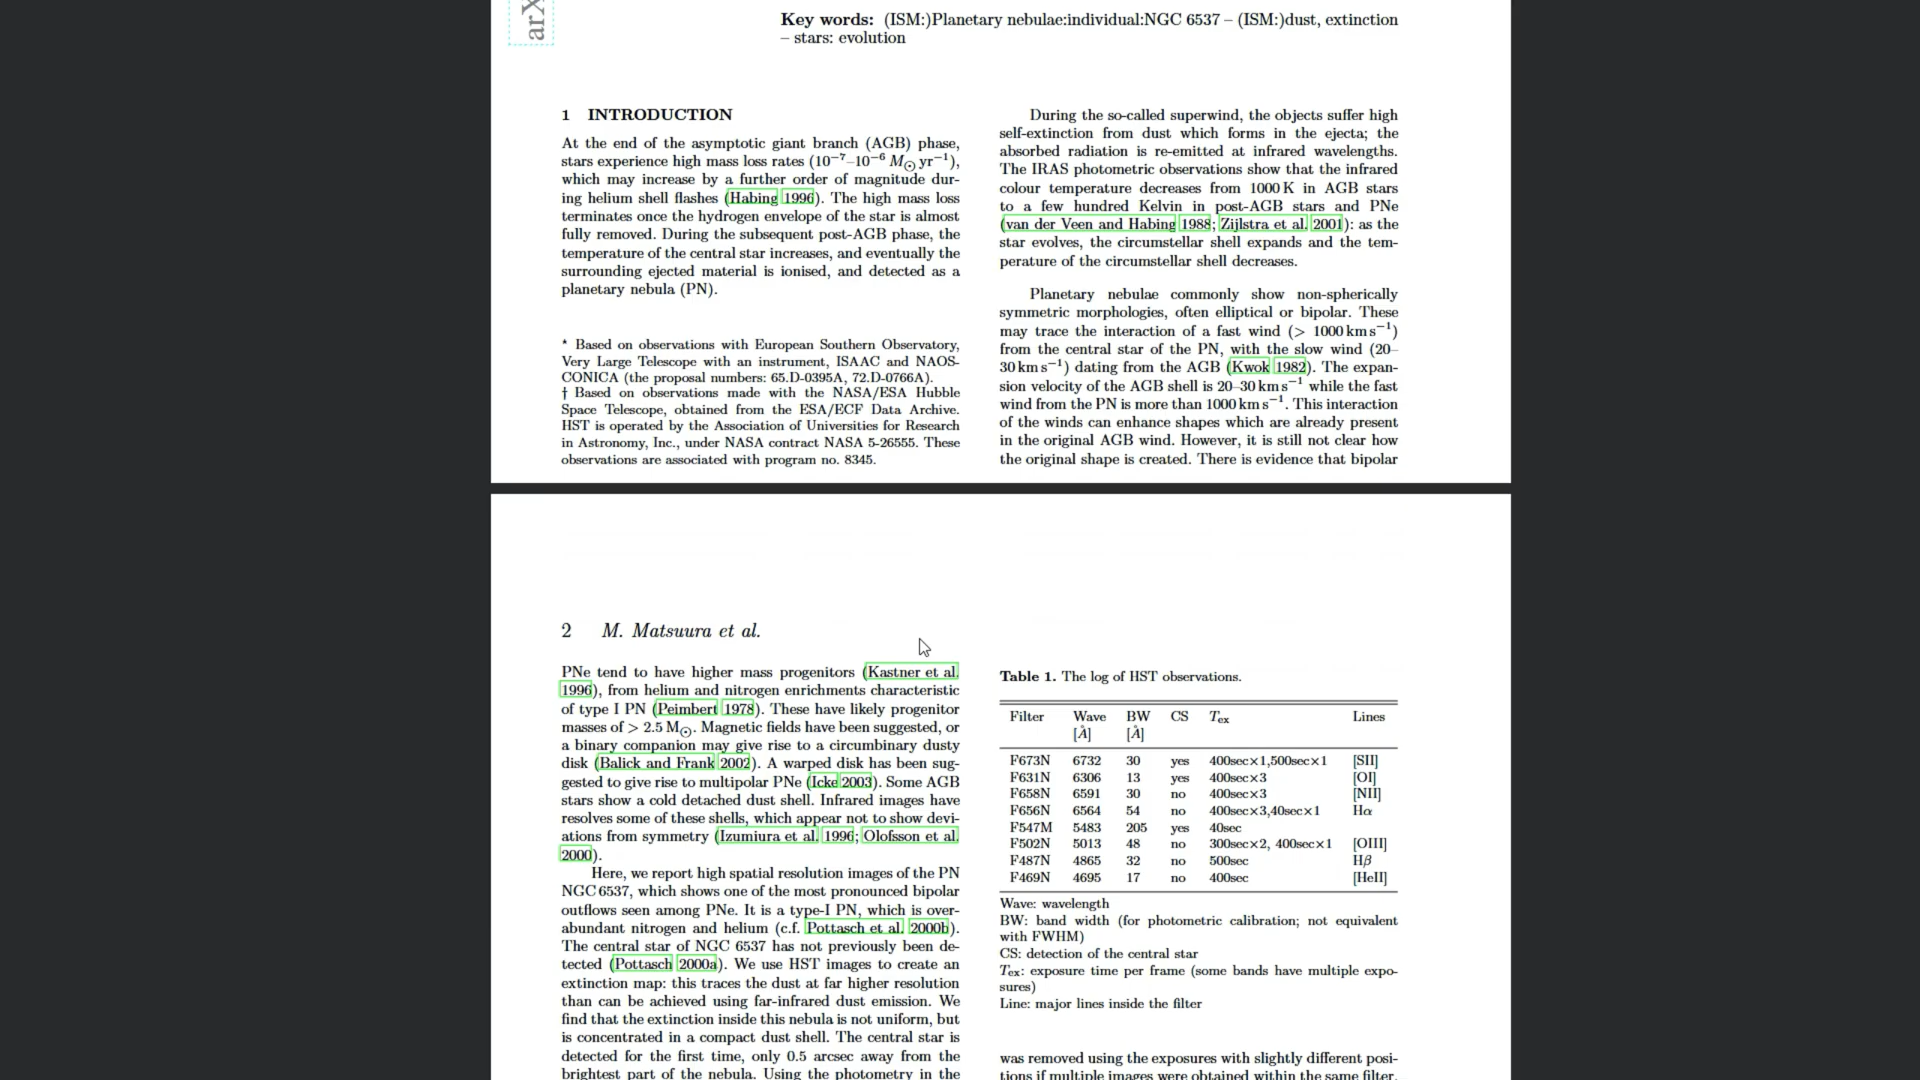 arX
Key words: (ISM:)Planetary nebulae:individual:NGC 6537 – (ISM:)dust, extinction
– stars: evolution
1 INTRODUCTION
At the end of the asymptotic giant branch (AGB) phase,
stars experience high mass loss rates (10⁻⁷–10⁻⁶ M⊙ yr⁻¹),
which may increase by a further order of magnitude dur-
ing helium shell flashes (Habing 1996). The high mass loss
terminates once the hydrogen envelope of the star is almost
fully removed. During the subsequent post-AGB phase, the
temperature of the central star increases, and eventually the
surrounding ejected material is ionised, and detected as a
planetary nebula (PN).
* Based on observations with European Southern Observatory,
Very Large Telescope with an instrument, ISAAC and NAOS-
CONICA (the proposal numbers: 65.D-0395A, 72.D-0766A).
† Based on observations made with the NASA/ESA Hubble
Space Telescope, obtained from the ESA/ECF Data Archive.
HST is operated by the Association of Universities for Research
in Astronomy, Inc., under NASA contract NASA 5-26555. These
observations are associated with program no. 8345.
During the so-called superwind, the objects suffer high
self-extinction from dust which forms in the ejecta; the
absorbed radiation is re-emitted at infrared wavelengths.
The IRAS photometric observations show that the infrared
colour temperature decreases from 1000 K in AGB stars
to a few hundred Kelvin in post-AGB stars and PNe
(van der Veen and Habing 1988; Zijlstra et al. 2001): as the
star evolves, the circumstellar shell expands and the tem-
perature of the circumstellar shell decreases.
Planetary nebulae commonly show non-spherically
symmetric morphologies, often elliptical or bipolar. These
may trace the interaction of a fast wind (> 1000 km s⁻¹)
from the central star of the PN, with the slow wind (20–
30 km s⁻¹) dating from the AGB (Kwok 1982). The expan-
sion velocity of the AGB shell is 20–30 km s⁻¹ while the fast
wind from the PN is more than 1000 km s⁻¹. This interaction
of the winds can enhance shapes which are already present
in the original AGB wind. However, it is still not clear how
the original shape is created. There is evidence that bipolar
2 M. Matsuura et al.
PNe tend to have higher mass progenitors (Kastner et al.
1996), from helium and nitrogen enrichments characteristic
of type I PN (Peimbert 1978). These have likely progenitor
masses of > 2.5 M⊙. Magnetic fields have been suggested, or
a binary companion may give rise to a circumbinary dusty
disk (Balick and Frank 2002). A warped disk has been sug-
gested to give rise to multipolar PNe (Icke 2003). Some AGB
stars show a cold detached dust shell. Infrared images have
resolves some of these shells, which appear not to show devi-
ations from symmetry (Izumiura et al. 1996; Olofsson et al.
2000).
Here, we report high spatial resolution images of the PN
NGC 6537, which shows one of the most pronounced bipolar
outflows seen among PNe. It is a type-I PN, which is over-
abundant nitrogen and helium (c.f. Pottasch et al. 2000b).
The central star of NGC 6537 has not previously been de-
tected (Pottasch 2000a). We use HST images to create an
extinction map: this traces the dust at far higher resolution
than can be achieved using far-infrared dust emission. We
find that the extinction inside this nebula is not uniform, but
is concentrated in a compact dust shell. The central star is
detected for the first time, only 0.5 arcsec away from the
brightest part of the nebula. Using the photometry in the
Table 1. The log of HST observations.
Filter Wave BW CS Tex Lines
[Å] [Å]
F673N 6732 30 yes 400sec×1,500sec×1 [SII]
F631N 6306 13 yes 400sec×3 [OI]
F658N 6591 30 no 400sec×3 [NII]
F656N 6564 54 no 400sec×3,40sec×1 Hα
F547M 5483 205 yes 40sec
F502N 5013 48 no 300sec×2, 400sec×1 [OIII]
F487N 4865 32 no 500sec Hβ
F469N 4695 17 no 400sec [HeII]
Wave: wavelength
BW: band width (for photometric calibration; not equivalent
with FWHM)
CS: detection of the central star
Tex: exposure time per frame (some bands have multiple expo-
sures)
Line: major lines inside the filter
was removed using the exposures with slightly different posi-
tions if multiple images were obtained within the same filter.